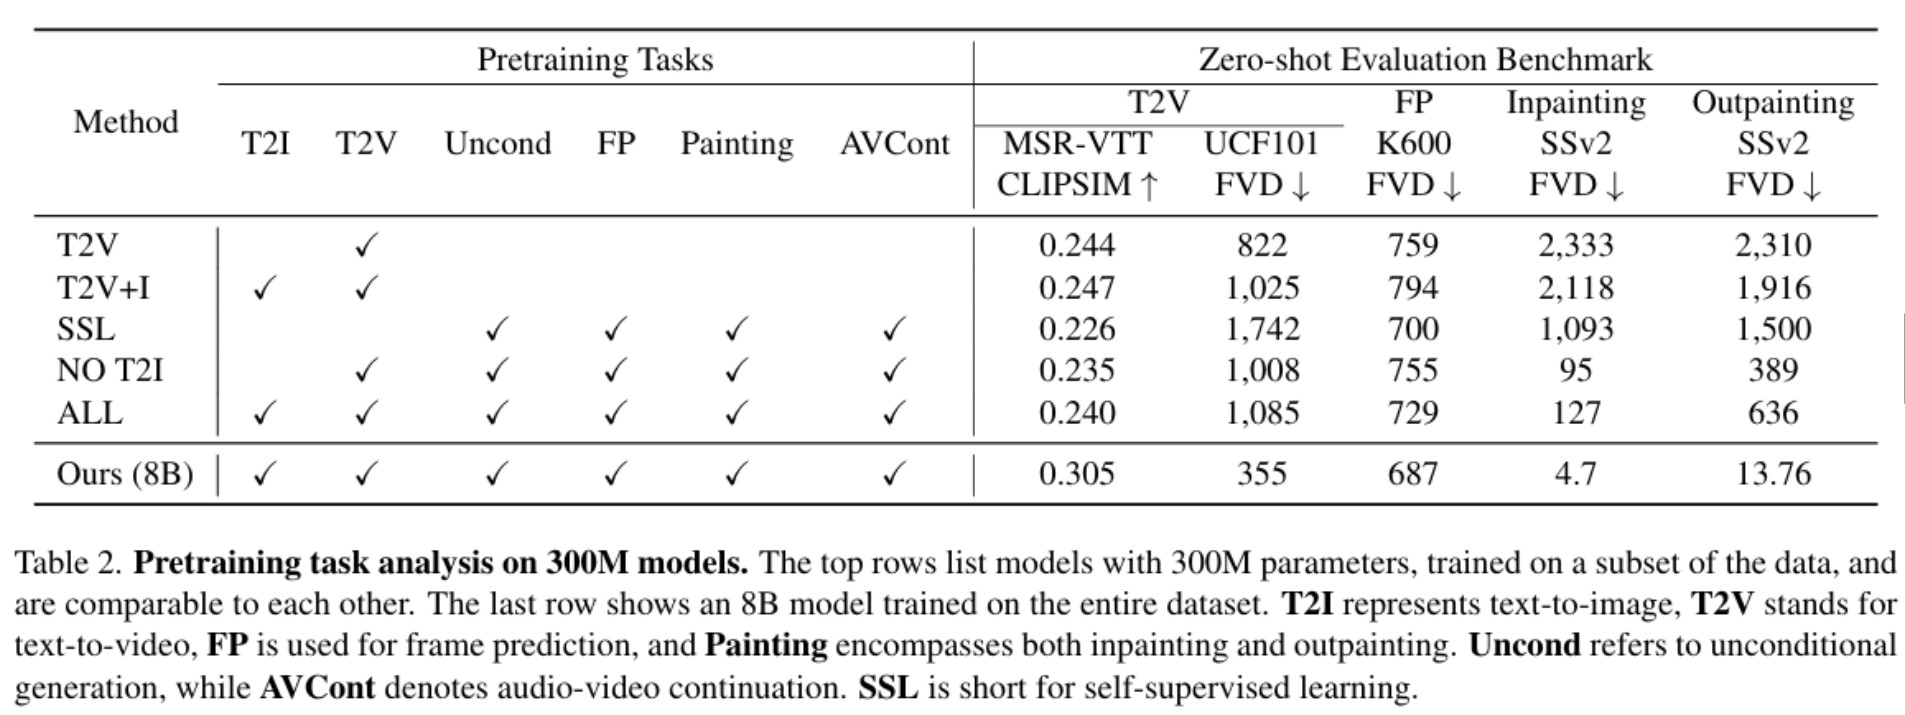 Pretraining Tasks Zero-shot Evaluation Benchmark
Method T2I T2V Uncond FP Painting AVCont T2V FP Inpainting Outpainting
MSR-VTT UCF101 K600 SSv2 SSv2
CLIPSIM ↑ FVD ↓ FVD ↓ FVD ↓ FVD ↓
T2V ✓ 0.244 822 759 2,333 2,310
T2V+I ✓ ✓ 0.247 1,025 794 2,118 1,916
SSL ✓ ✓ ✓ ✓ 0.226 1,742 700 1,093 1,500
NO T2I ✓ ✓ ✓ ✓ ✓ 0.235 1,008 755 95 389
ALL ✓ ✓ ✓ ✓ ✓ ✓ 0.240 1,085 729 127 636
Ours (8B) ✓ ✓ ✓ ✓ ✓ ✓ 0.305 355 687 4.7 13.76
Table 2. Pretraining task analysis on 300M models. The top rows list models with 300M parameters, trained on a subset of the data, and
are comparable to each other. The last row shows an 8B model trained on the entire dataset. T2I represents text-to-image, T2V stands for
text-to-video, FP is used for frame prediction, and Painting encompasses both inpainting and outpainting. Uncond refers to unconditional
generation, while AVCont denotes audio-video continuation. SSL is short for self-supervised learning.